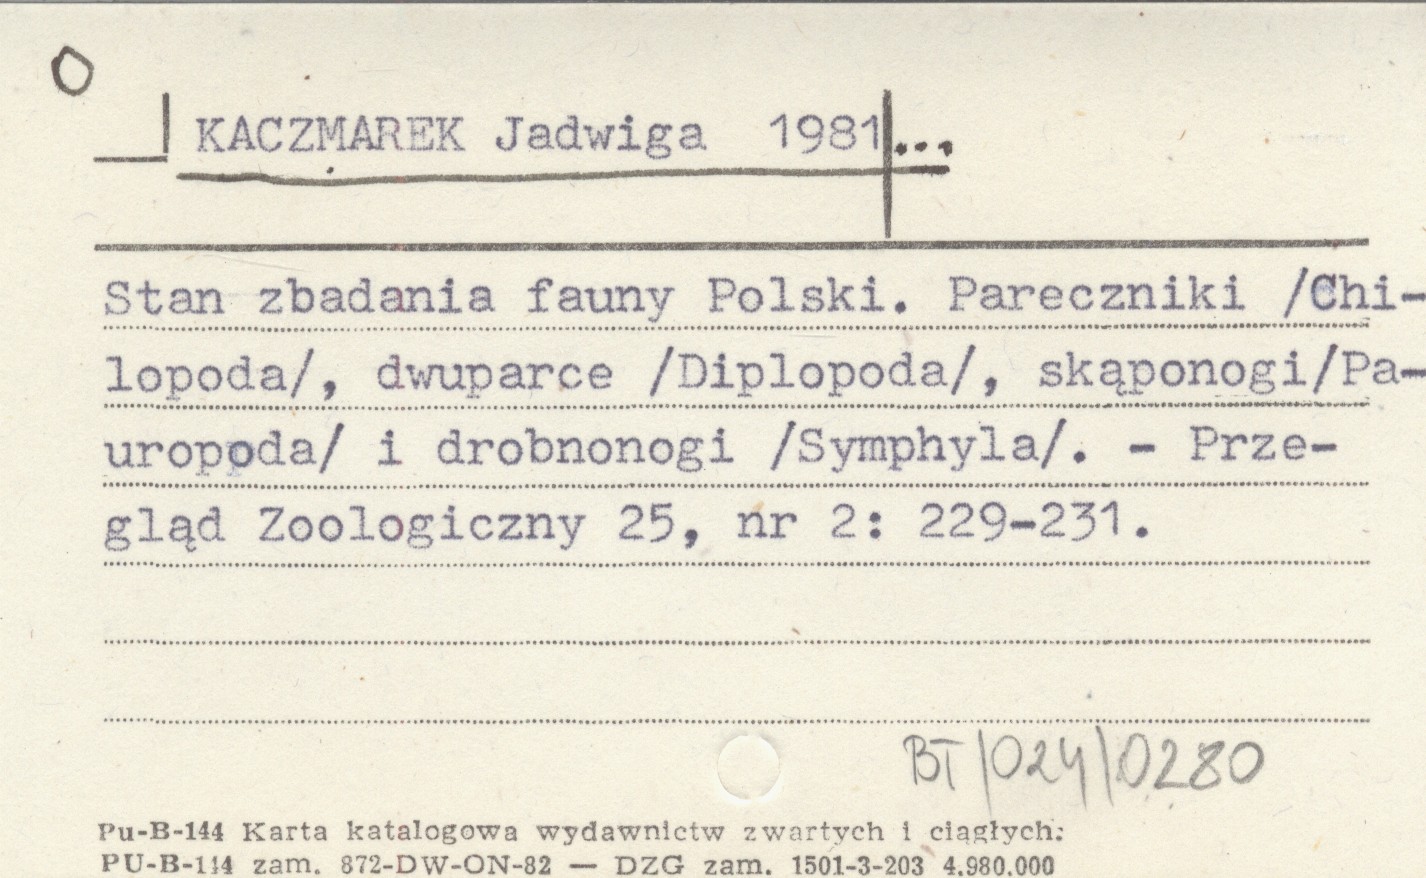 O
KACZMAREK Jadwiga 1981...
Stan zbadania fauny Polski. Pareczniki /Chi-
lopoda/, dwuparce /Diplopoda/, skąponogi/Pa-
uropoda/ i drobnonogi /Symphyla/. - Prze-
gląd Zoologiczny 25, nr 2: 229-231.
BT/024/0280
Pu-B-144 Karta katalogowa wydawnictw zwartych i ciągłych:
PU-B-144 zam. 872-DW-ON-82 — DZG zam. 1501-3-203 4.980.000